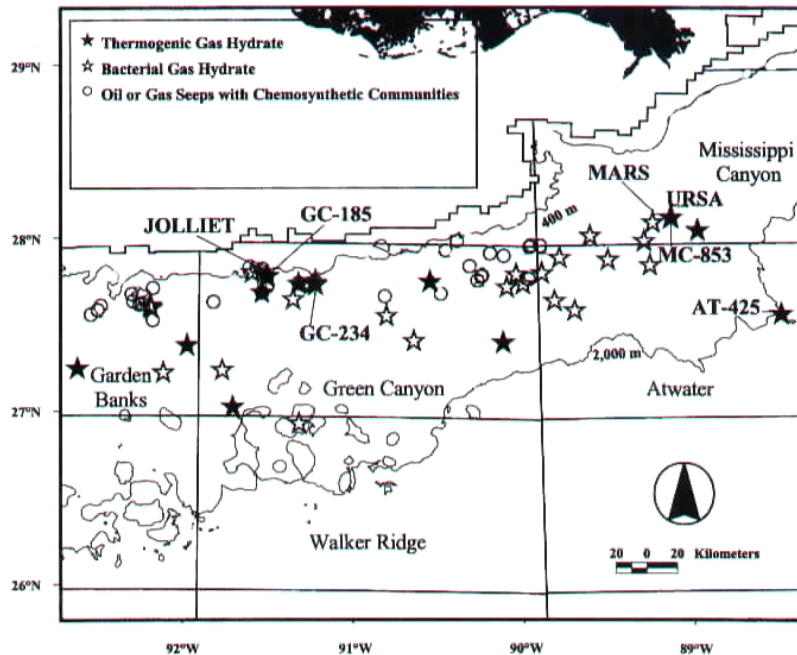 29°N
28°N
27°N
26°N
Thermogenic Gas Hydrate
Bacterial Gas Hydrate
Oil or Gas Seeps with Chemosynthetic Communities
Mississippi
Canyon
MARS
URSA
JOLLIET
GC-185
400 m
MC-853
GC-234
AT-425
2,000 m
Garden
Banks
Green Canyon
Atwater
Walker Ridge
20 0 20 Kilometers
92°W
91°W
90°W
89°W